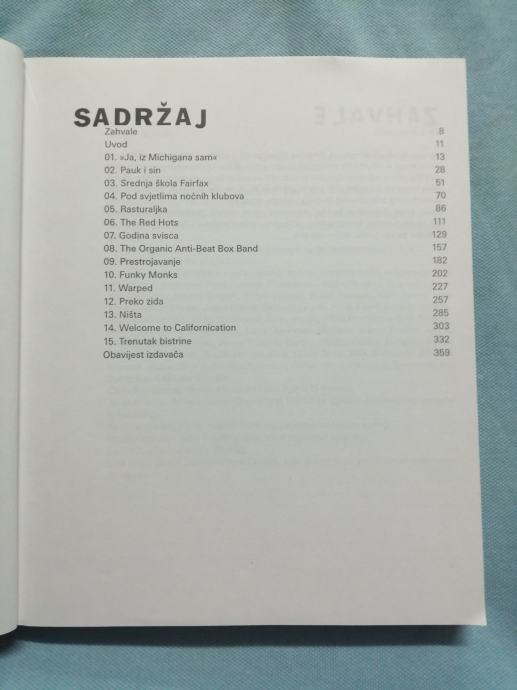 SADRŽAJ
Zahvale 8
Uvod 11
01. »Ja, iz Michigana sam« 13
02. Pauk i sin 28
03. Srednja škola Fairfax 51
04. Pod svjetlima noćnih klubova 70
05. Rasturaljka 86
06. The Red Hots 111
07. Godina svisca 129
08. The Organic Anti-Beat Box Band 157
09. Prestrojavanje 182
10. Funky Monks 202
11. Warped 227
12. Preko zida 257
13. Ništa 285
14. Welcome to Californication 303
15. Trenutak bistrine 332
Obavijest izdavača 359